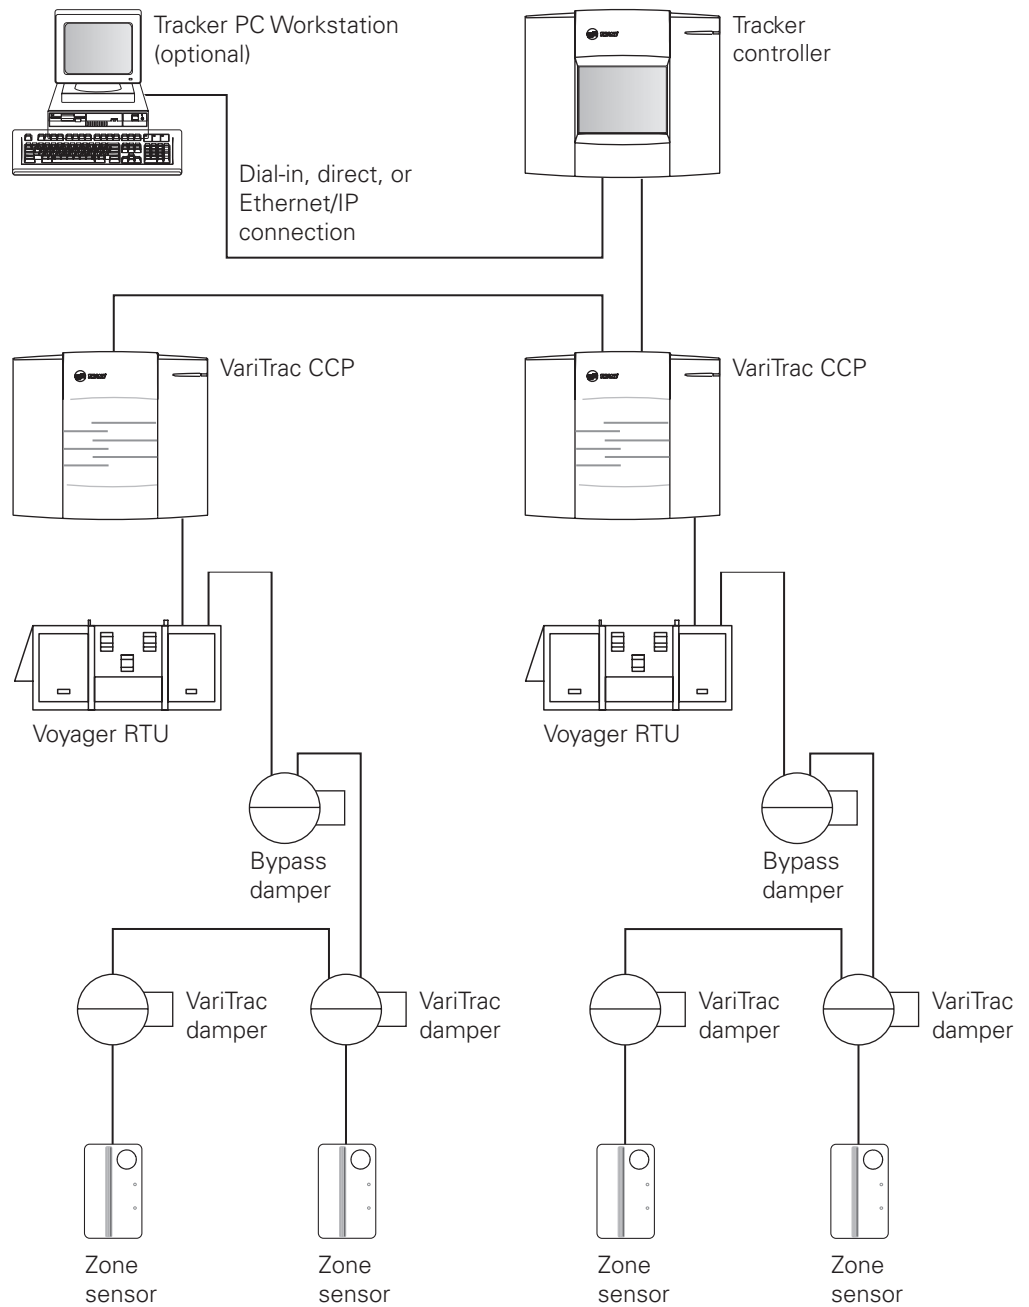 Tracker PC Workstation
(optional)
Tracker
controller
Dial-in, direct, or
Ethernet/IP
connection
VariTrac CCP
VariTrac CCP
Voyager RTU
Voyager RTU
Bypass
damper
Bypass
damper
VariTrac
damper
VariTrac
damper
VariTrac
damper
VariTrac
damper
Zone
sensor
Zone
sensor
Zone
sensor
Zone
sensor